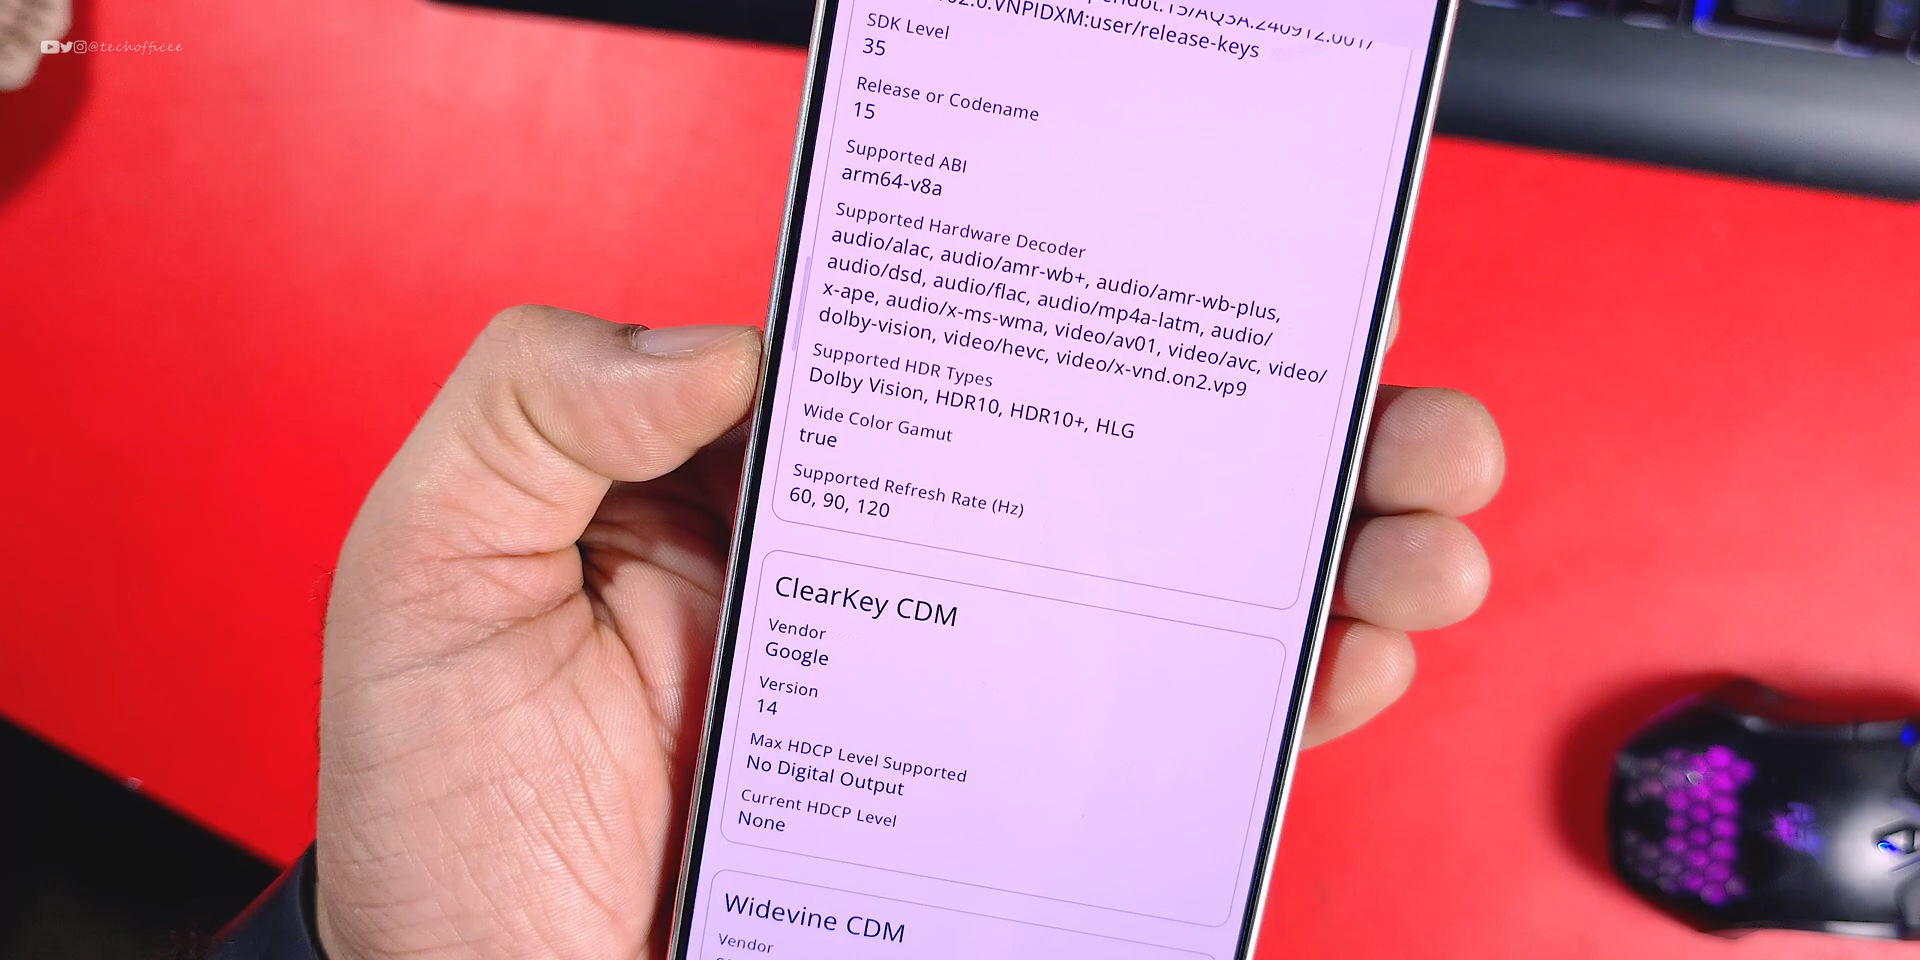 @techofficee
VNPIDXM:user/release-keys
SDK Level
35
Release or Codename
15
Supported ABI
arm64-v8a
Supported Hardware Decoder
audio/alac, audio/amr-wb+, audio/amr-wb-plus,
audio/dsd, audio/flac, audio/mp4a-latm, audio/
x-ape, audio/x-ms-wma, video/av01, video/avc, video/
dolby-vision, video/hevc, video/x-vnd.on2.vp9
Supported HDR Types
Dolby Vision, HDR10, HDR10+, HLG
Wide Color Gamut
true
Supported Refresh Rate (Hz)
60, 90, 120
ClearKey CDM
Vendor
Google
Version
14
Max HDCP Level Supported
No Digital Output
Current HDCP Level
None
Widevine CDM
Vendor